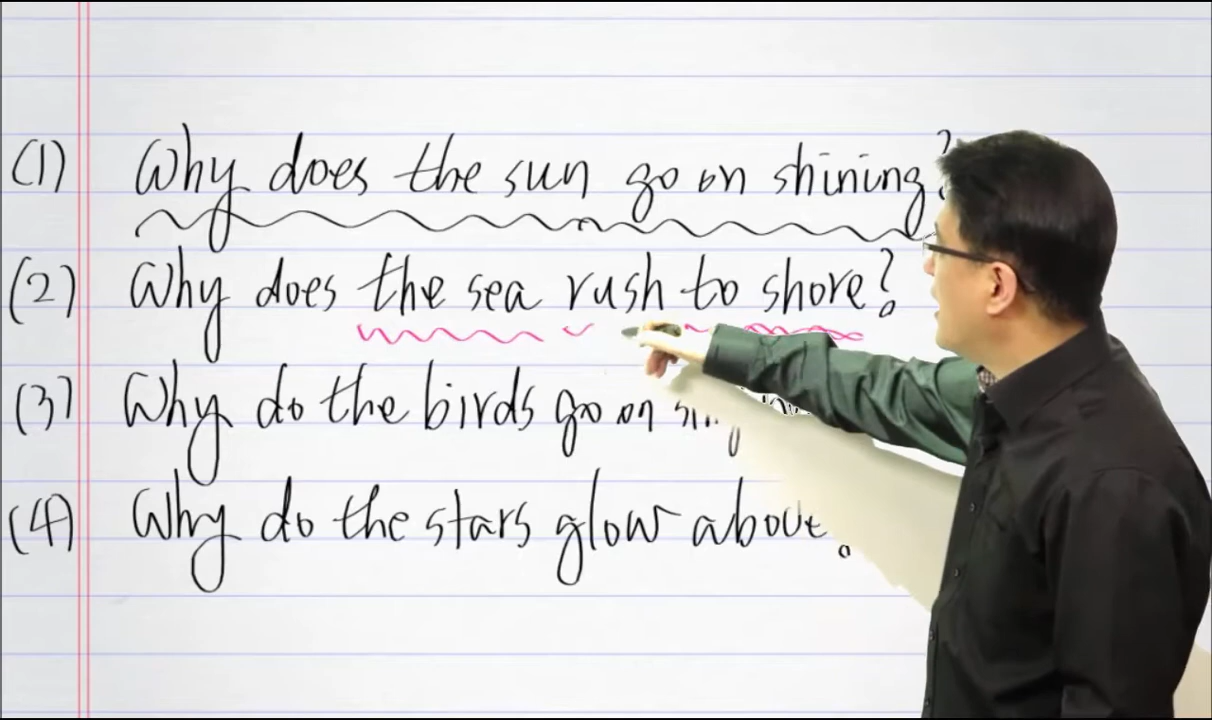 (1) Why does the sun go on shining?
(2) Why does the sea rush to shore?
(3) Why do the birds go on
(4) Why do the stars glow above?